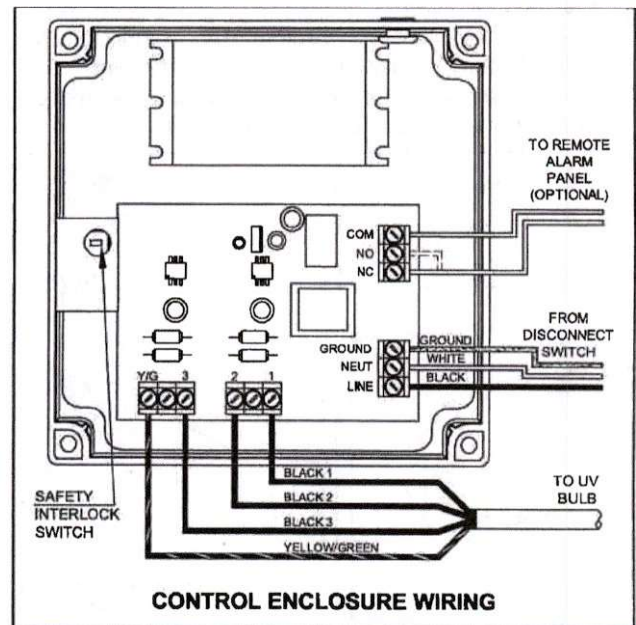 TO REMOTE
ALARM
PANEL
(OPTIONAL)
COM
NO
NC
FROM
DISCONNECT
SWITCH
GROUND
GROUND
NEUT
WHITE
LINE
BLACK
Y/G 3 2 1
BLACK 1
BLACK 2
BLACK 3
YELLOW/GREEN
TO UV
BULB
SAFETY
INTERLOCK
SWITCH
CONTROL ENCLOSURE WIRING